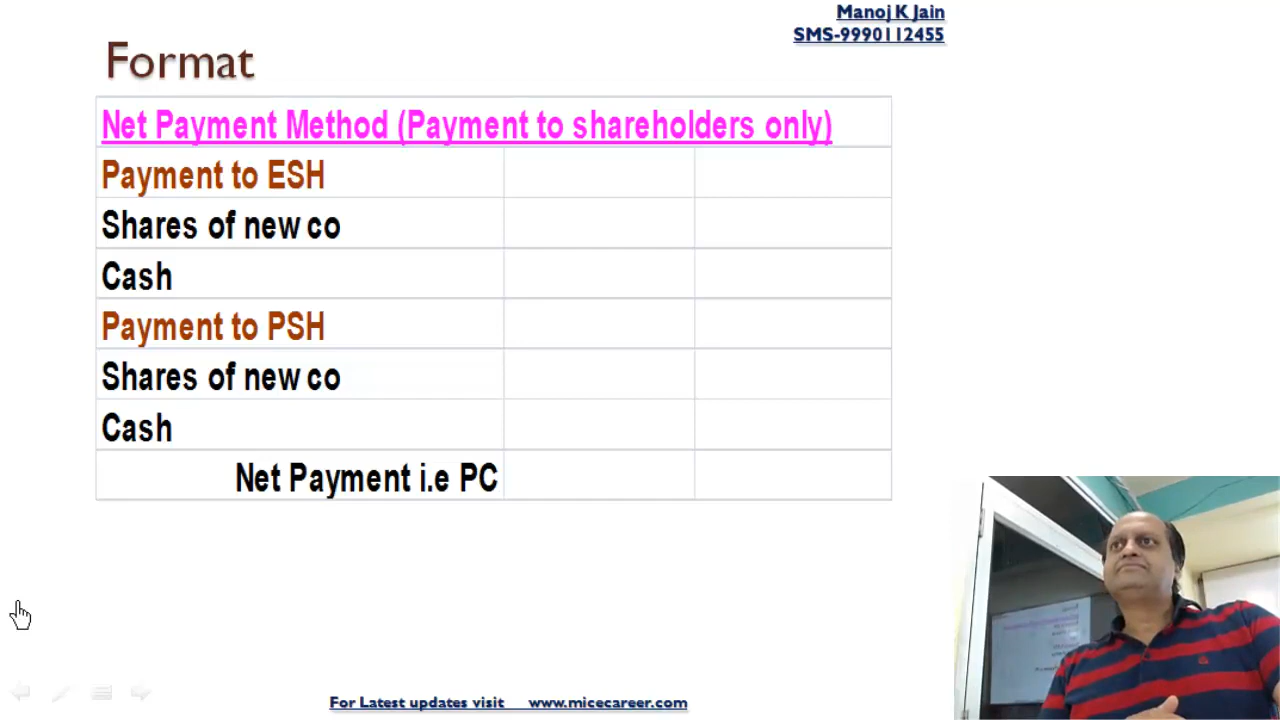 Manoj K Jain
SMS-9990112455
Format
Net Payment Method (Payment to shareholders only)
Payment to ESH
Shares of new co
Cash
Payment to PSH
Shares of new co
Cash
Net Payment i.e PC
For Latest updates visit www.micecareer.com